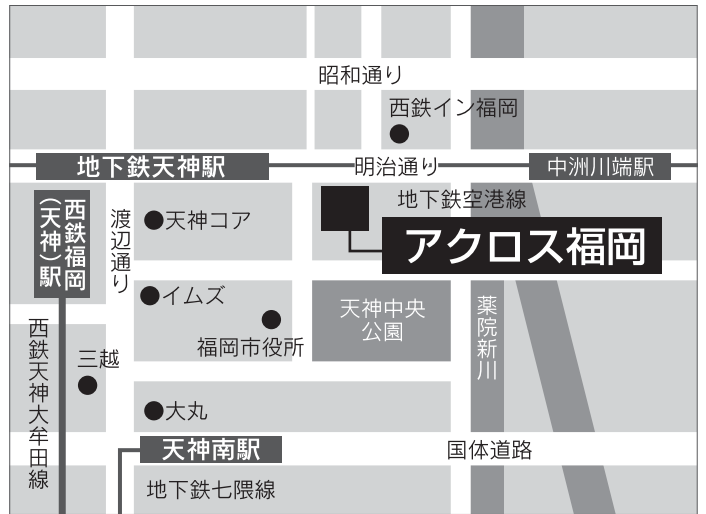 昭和通り
西鉄イン福岡
地下鉄天神駅
明治通り
中洲川端駅
地下鉄空港線
西鉄福岡
（天神）駅
渡辺通り
天神コア
アクロス福岡
イムズ
福岡市役所
天神中央
公園
薬院新川
西鉄天神大牟田線
三越
大丸
天神南駅
国体道路
地下鉄七隈線